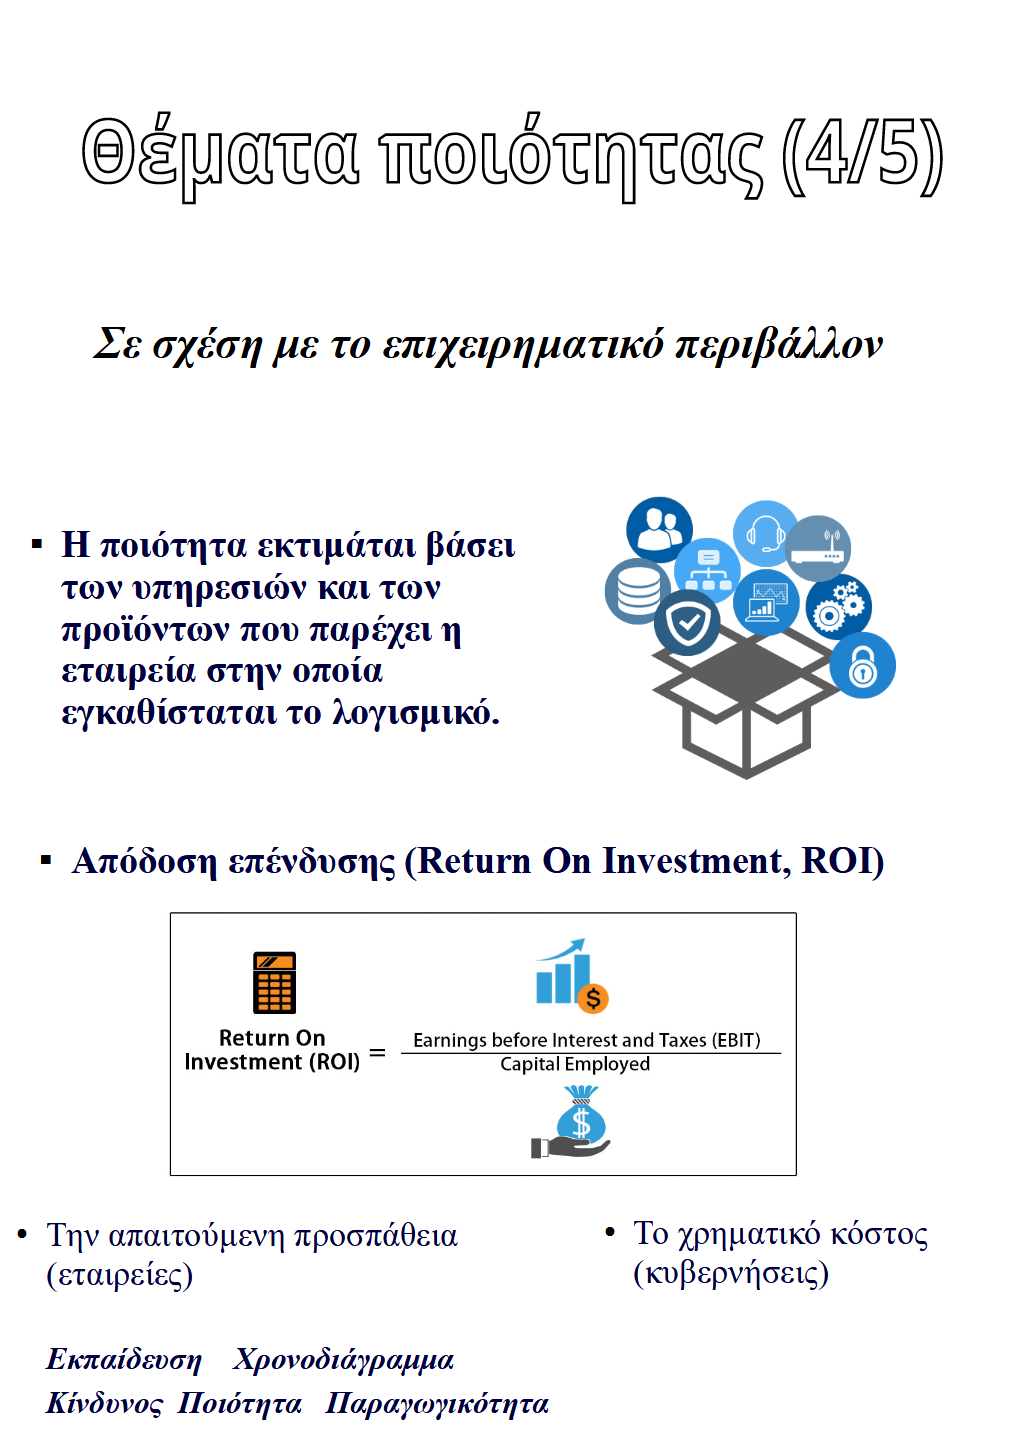 Θέματα ποιότητας (4/5)
Σε σχέση με το επιχειρηματικό περιβάλλον
▪ Η ποιότητα εκτιμάται βάσει
των υπηρεσιών και των
προϊόντων που παρέχει η
εταιρεία στην οποία
εγκαθίσταται το λογισμικό.
▪ Απόδοση επένδυσης (Return On Investment, ROI)
Return On
Investment (ROI) =
Earnings before Interest and Taxes (EBIT)
Capital Employed
• Την απαιτούμενη προσπάθεια
(εταιρείες)
• Το χρηματικό κόστος
(κυβερνήσεις)
Εκπαίδευση Χρονοδιάγραμμα
Κίνδυνος Ποιότητα Παραγωγικότητα